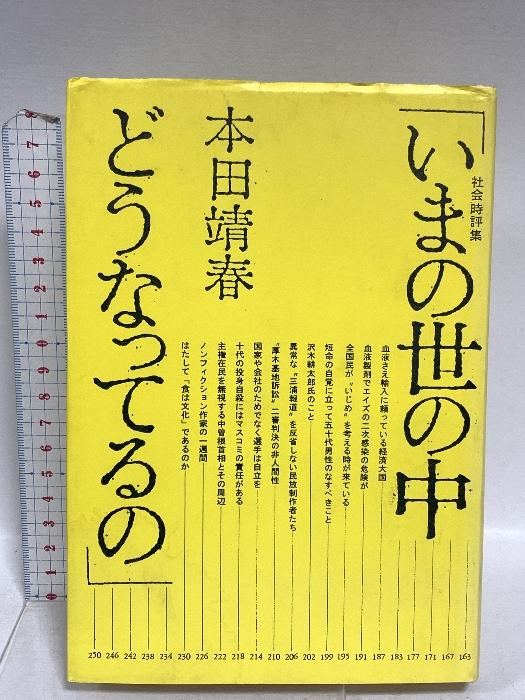 「いまの世の中
どうなってるの」
社会時評集
本田靖春
血液さえ輸入に頼っている経済大国
血液製剤でエイズの二次感染の危険が
全国民が“いじめ”を考える時が来ている
短命の自覚に立って五十代男性のなすべきこと
沢木耕太郎氏のこと
異常な“三浦報道”を反省しない民放制作者たち
“厚木基地訴訟”二審判決の非人間性
国家や会社のためでなく選手は自立を
十代の投身自殺にはマスコミの責任がある
主権在民を無視する中曽根首相とその周辺
ノンフィクション作家の一週間
はたして「食は文化」であるのか
250 246 242 238 234 230 226 222 218 214 210 206 202 199 195 191 187 183 177 171 167 163
8
7
6
5
4
3
2
1
0